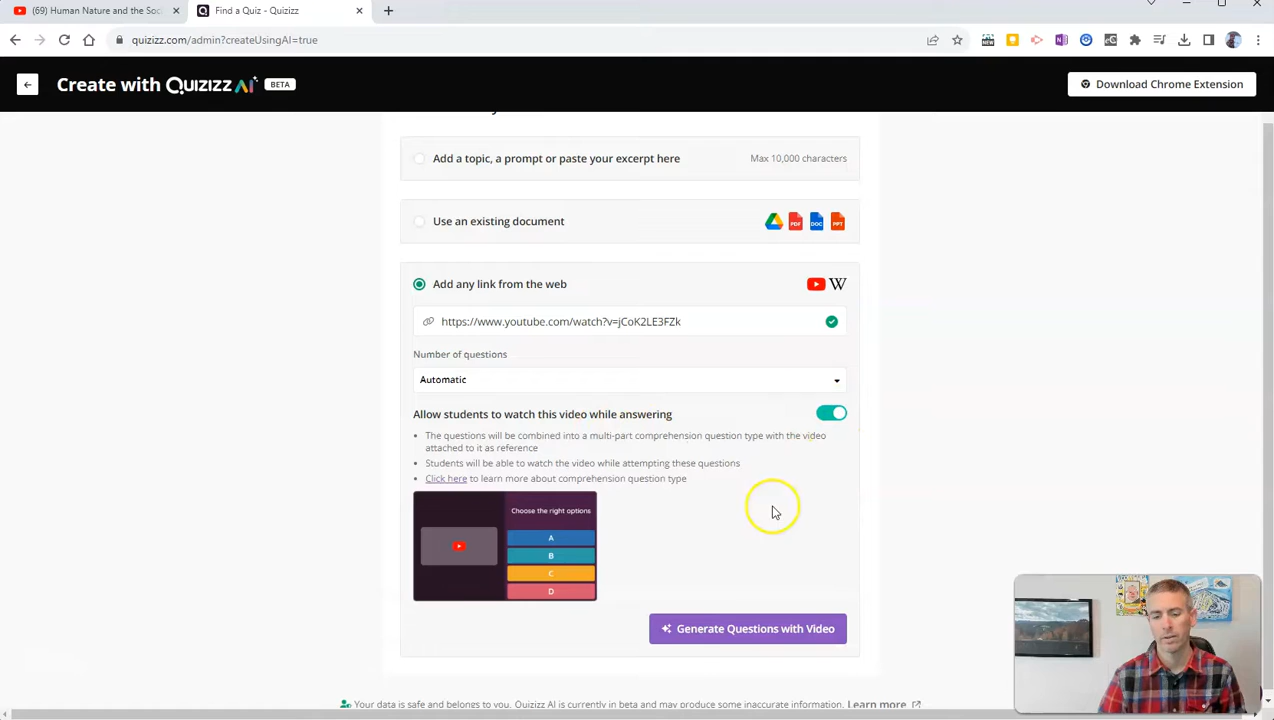 (69) Human Nature and the Soci
Find a Quiz - Quizizz
quizizz.com/admin?createUsingAI=true
Create with Quizizz AI BETA
Download Chrome Extension
Add a topic, a prompt or paste your excerpt here
Max 10,000 characters
Use an existing document
PDF
DOC
PPT
Add any link from the web
W
https://www.youtube.com/watch?v=jCoK2LE3FZk
Number of questions
Automatic
Allow students to watch this video while answering
The questions will be combined into a multi-part comprehension question type with the video
attached to it as reference
Students will be able to watch the video while attempting these questions
Click here to learn more about comprehension question type
Choose the right options
A
B
C
D
Generate Questions with Video
Your data is safe and belongs to you. Quizizz AI is currently in beta and may produce some inaccurate information. Learn more